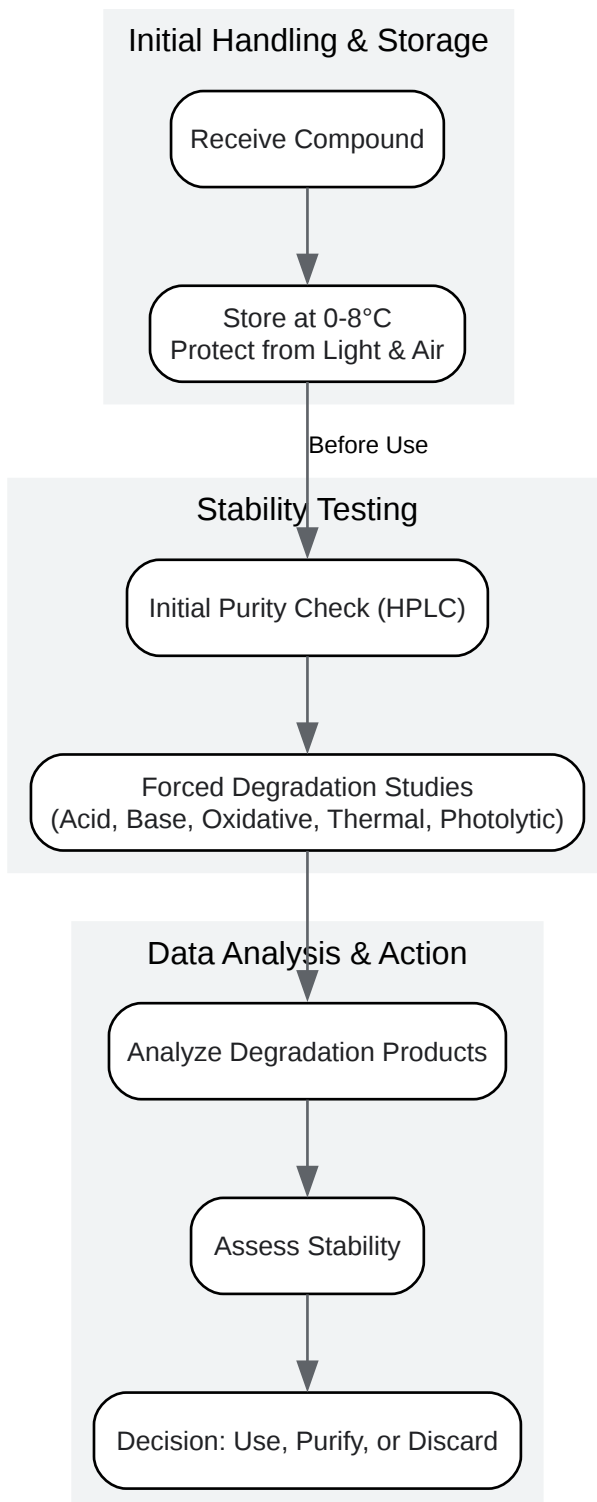 Initial Handling & Storage
Receive Compound
Store at 0-8°C
Protect from Light & Air
Before Use
Stability Testing
Initial Purity Check (HPLC)
Forced Degradation Studies
(Acid, Base, Oxidative, Thermal, Photolytic)
Data Analysis & Action
Analyze Degradation Products
Assess Stability
Decision: Use, Purify, or Discard